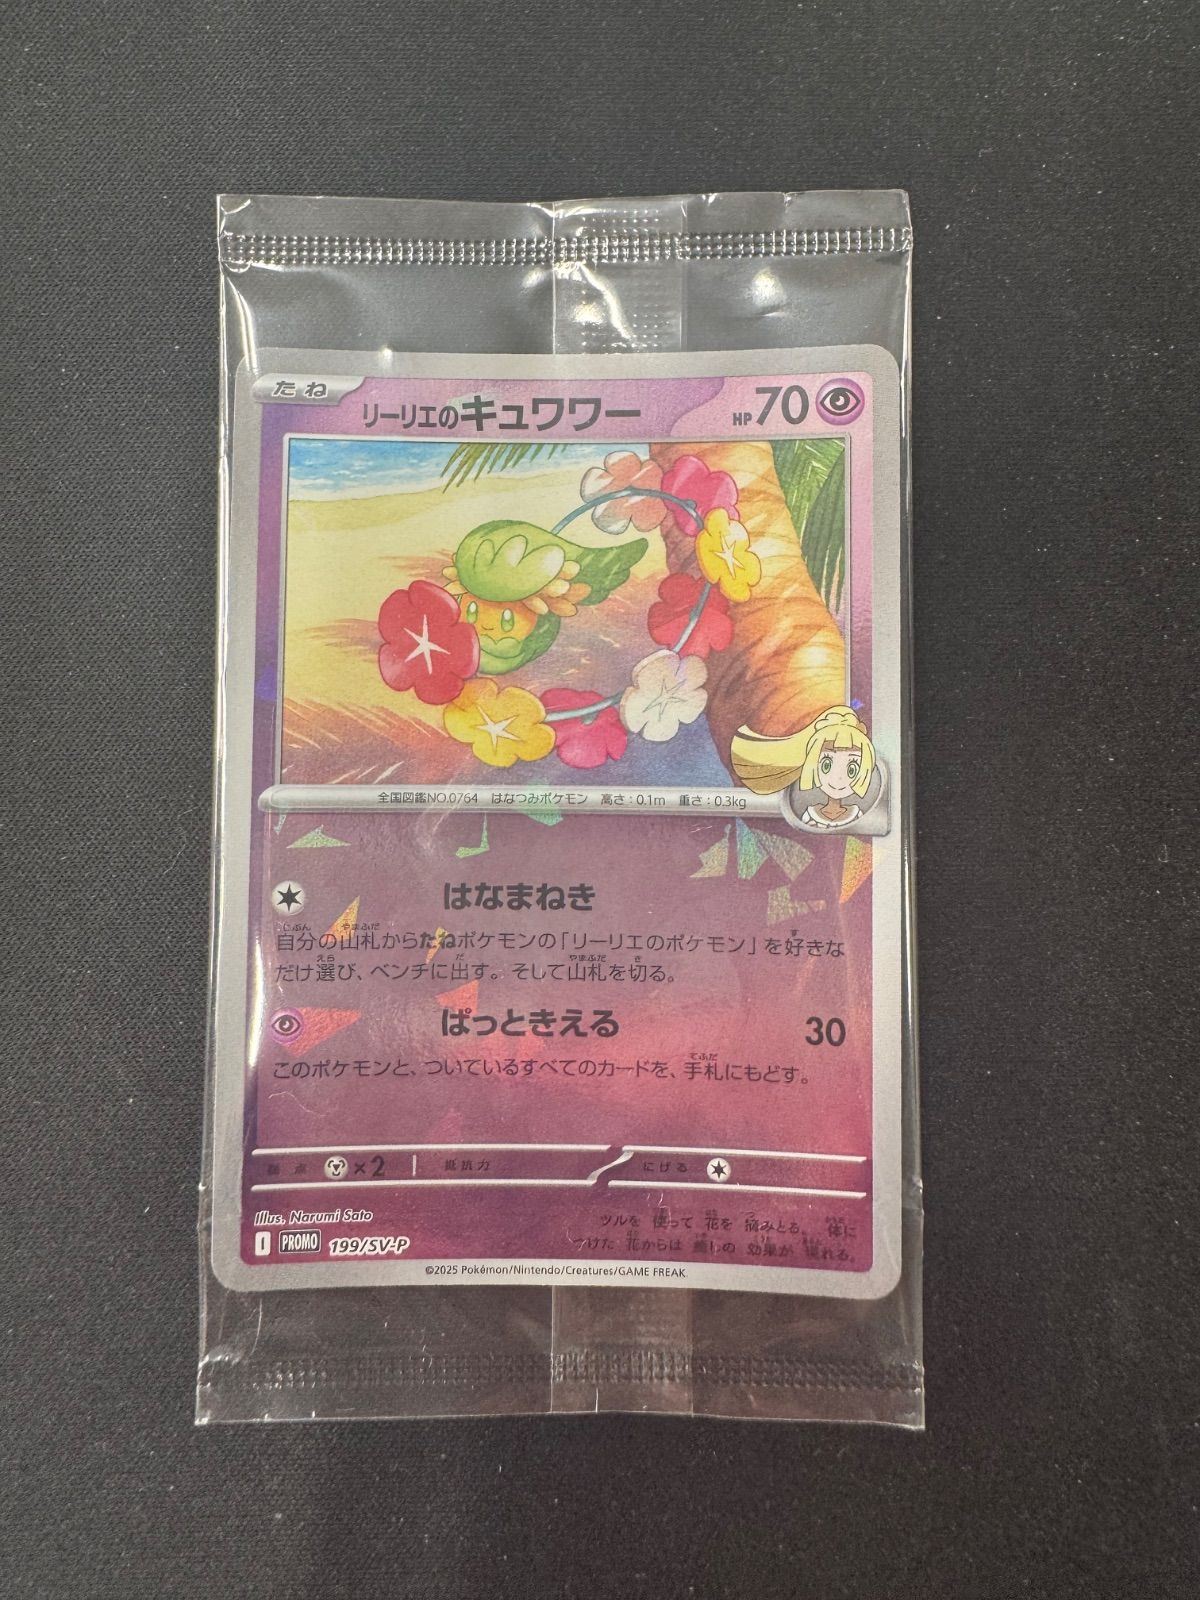 たね
リーリエのキュワワー
HP 70
全国図鑑NO.0764 はなつみポケモン 高さ:0.1m 重さ:0.3kg
はなまねき
自分の山札からたねポケモンの「リーリエのポケモン」を好きな
だけ選び、ベンチに出す。そして山札を切る。
ぱっときえる 30
このポケモンと、ついているすべてのカードを、手札にもどす。
弱点 ×2 抵抗力 にげる
Illus. Narumi Sato
ツルを 使って 花を 摘みとる。 体に
つけた 花からは 癒しの 効果が 現れる。
I PROMO 199/SV-P
©2025 Pokémon/Nintendo/Creatures/GAME FREAK